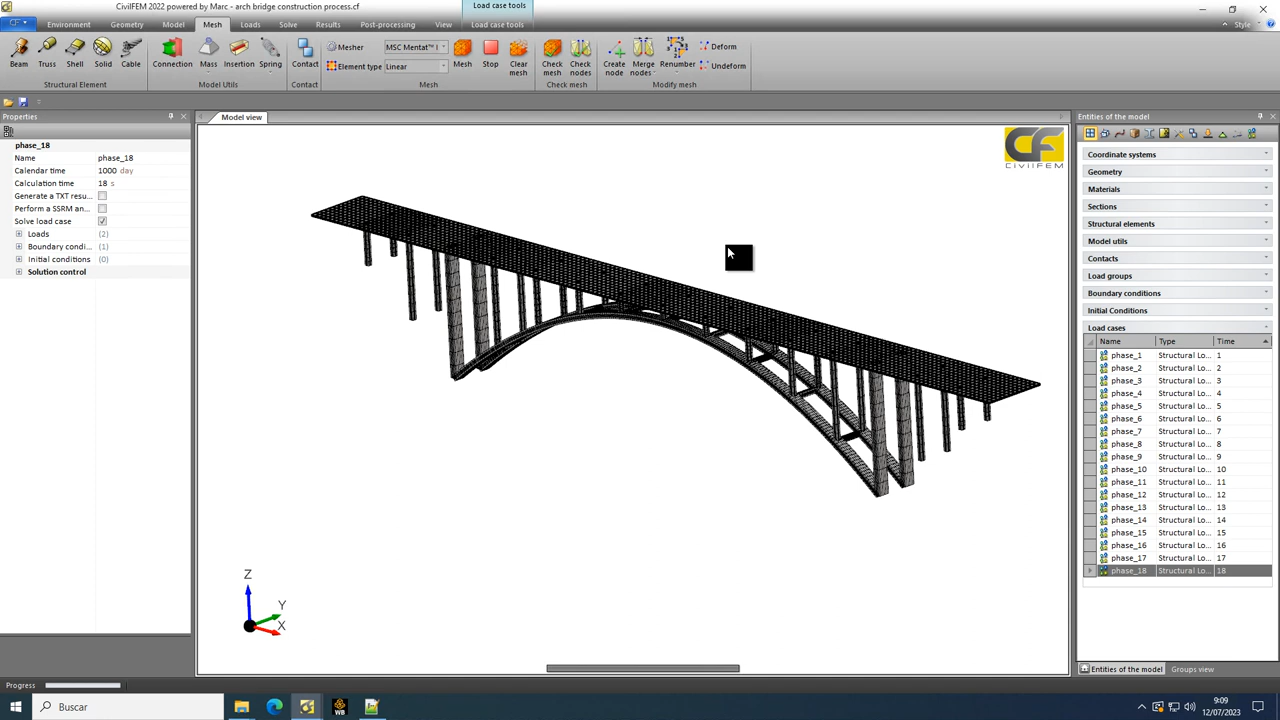 CivilFEM 2022 powered by Marc - arch bridge construction process.cf
Load case tools
Style
CF
Environment Geometry Model Mesh Loads Solve Results Post-processing View Load case tools
Mesher MSC Mentat™
Element type Linear
Deform
Undeform
Beam Truss Shell Solid Cable Connection Mass Insertion Spring Contact Mesh Stop Clear mesh Check mesh Check nodes Create node Merge nodes Renumber
Structural Element Model Utils Contact Mesh Check mesh Modify mesh
Properties
Model view
Entities of the model
phase_18
Name phase_18
Calendar time 1000 day
Calculation time 18 s
Generate a TXT resu...
Perform a SSRM an...
Solve load case
Loads (2)
Boundary condi... (1)
Initial conditions (0)
Solution control
CF
CIVILFEM
Z
Y
X
Coordinate systems
Geometry
Materials
Sections
Structural elements
Model utils
Contacts
Load groups
Boundary conditions
Initial Conditions
Load cases
Name Type Time
phase_1 Structural Lo... 1
phase_2 Structural Lo... 2
phase_3 Structural Lo... 3
phase_4 Structural Lo... 4
phase_5 Structural Lo... 5
phase_6 Structural Lo... 6
phase_7 Structural Lo... 7
phase_8 Structural Lo... 8
phase_9 Structural Lo... 9
phase_10 Structural Lo... 10
phase_11 Structural Lo... 11
phase_12 Structural Lo... 12
phase_13 Structural Lo... 13
phase_14 Structural Lo... 14
phase_15 Structural Lo... 15
phase_16 Structural Lo... 16
phase_17 Structural Lo... 17
phase_18 Structural Lo... 18
Entities of the model Groups view
Progress
Buscar
WB
9:09
12/07/2023